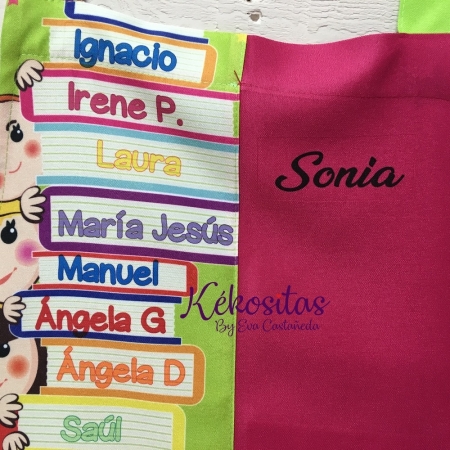 Ignacio
Irene P.
Laura
María Jesús
Manuel
Ángela G
Ángela D
Saúl
Sonia
Kékositas
By Eva Castañeda